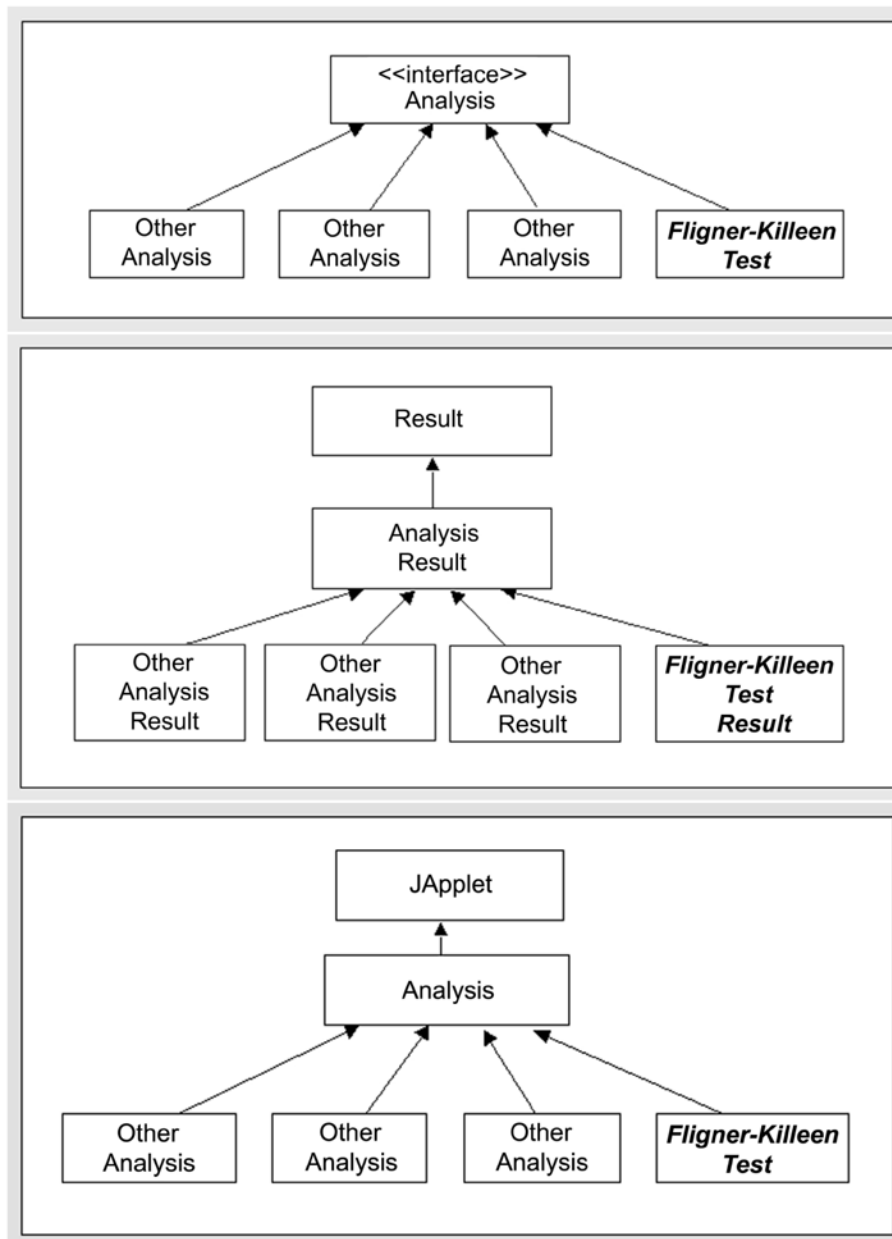 <<interface>>
Analysis
Other
Analysis
Other
Analysis
Other
Analysis
Fligner-Killeen
Test
Result
Analysis
Result
Other
Analysis
Result
Other
Analysis
Result
Other
Analysis
Result
Fligner-Killeen
Test
Result
JApplet
Analysis
Other
Analysis
Other
Analysis
Other
Analysis
Fligner-Killeen
Test